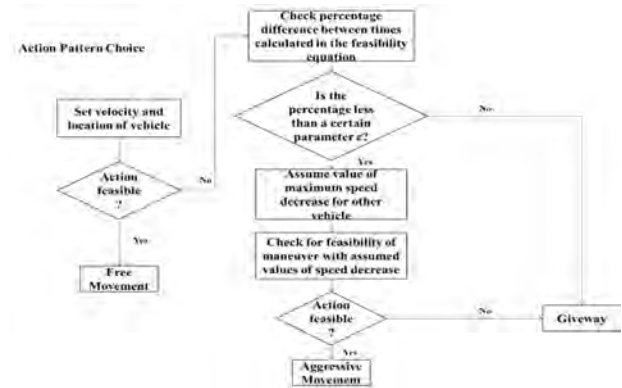 Action Pattern Choice
Set velocity and
location of vehicle
Action
feasible
?
No
Yes
Free
Movement
Check percentage
difference between times
calculated in the feasibility
equation
Is the
percentage less
than a certain
parameter ε?
No
Yes
Assume value of
maximum speed
decrease for other
vehicle
Check for feasibility of
maneuver with assumed
values of speed decrease
Action
feasible
?
No
Giveway
Yes
Aggressive
Movement